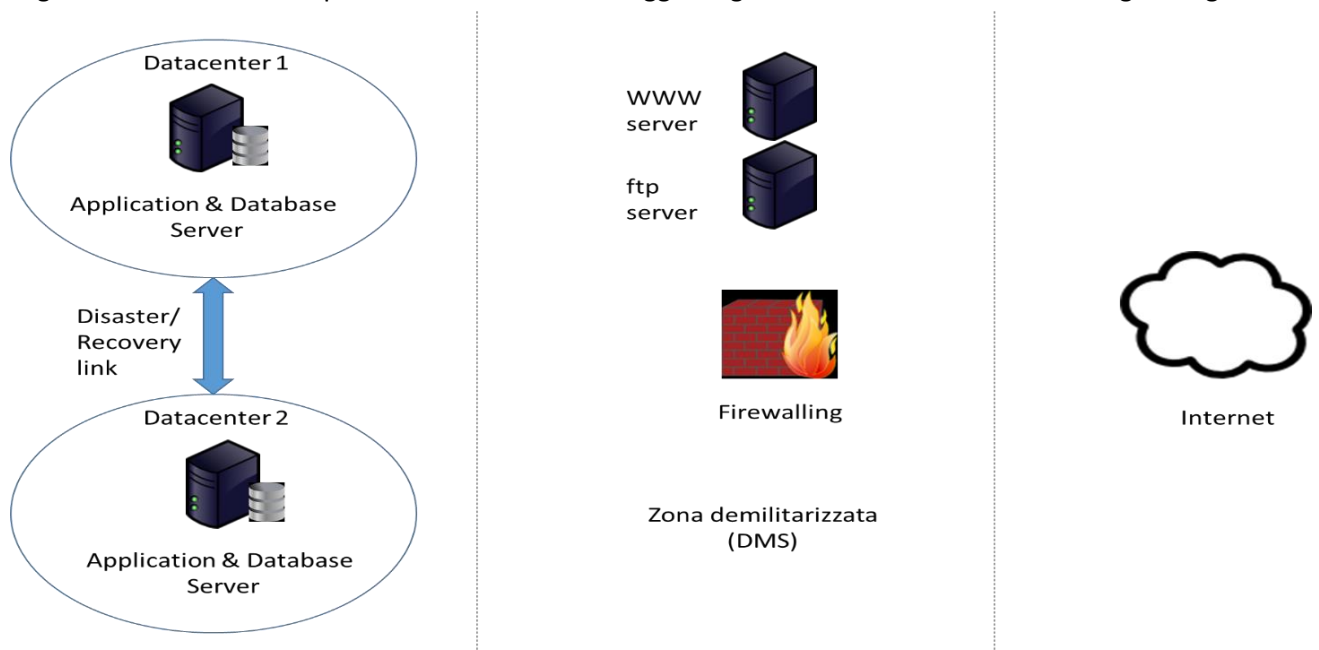 Datacenter 1
Application & Database
Server
Disaster/
Recovery
link
Datacenter 2
Application & Database
Server
WWW
server
ftp
server
Firewalling
Zona demilitarizzata
(DMS)
Internet